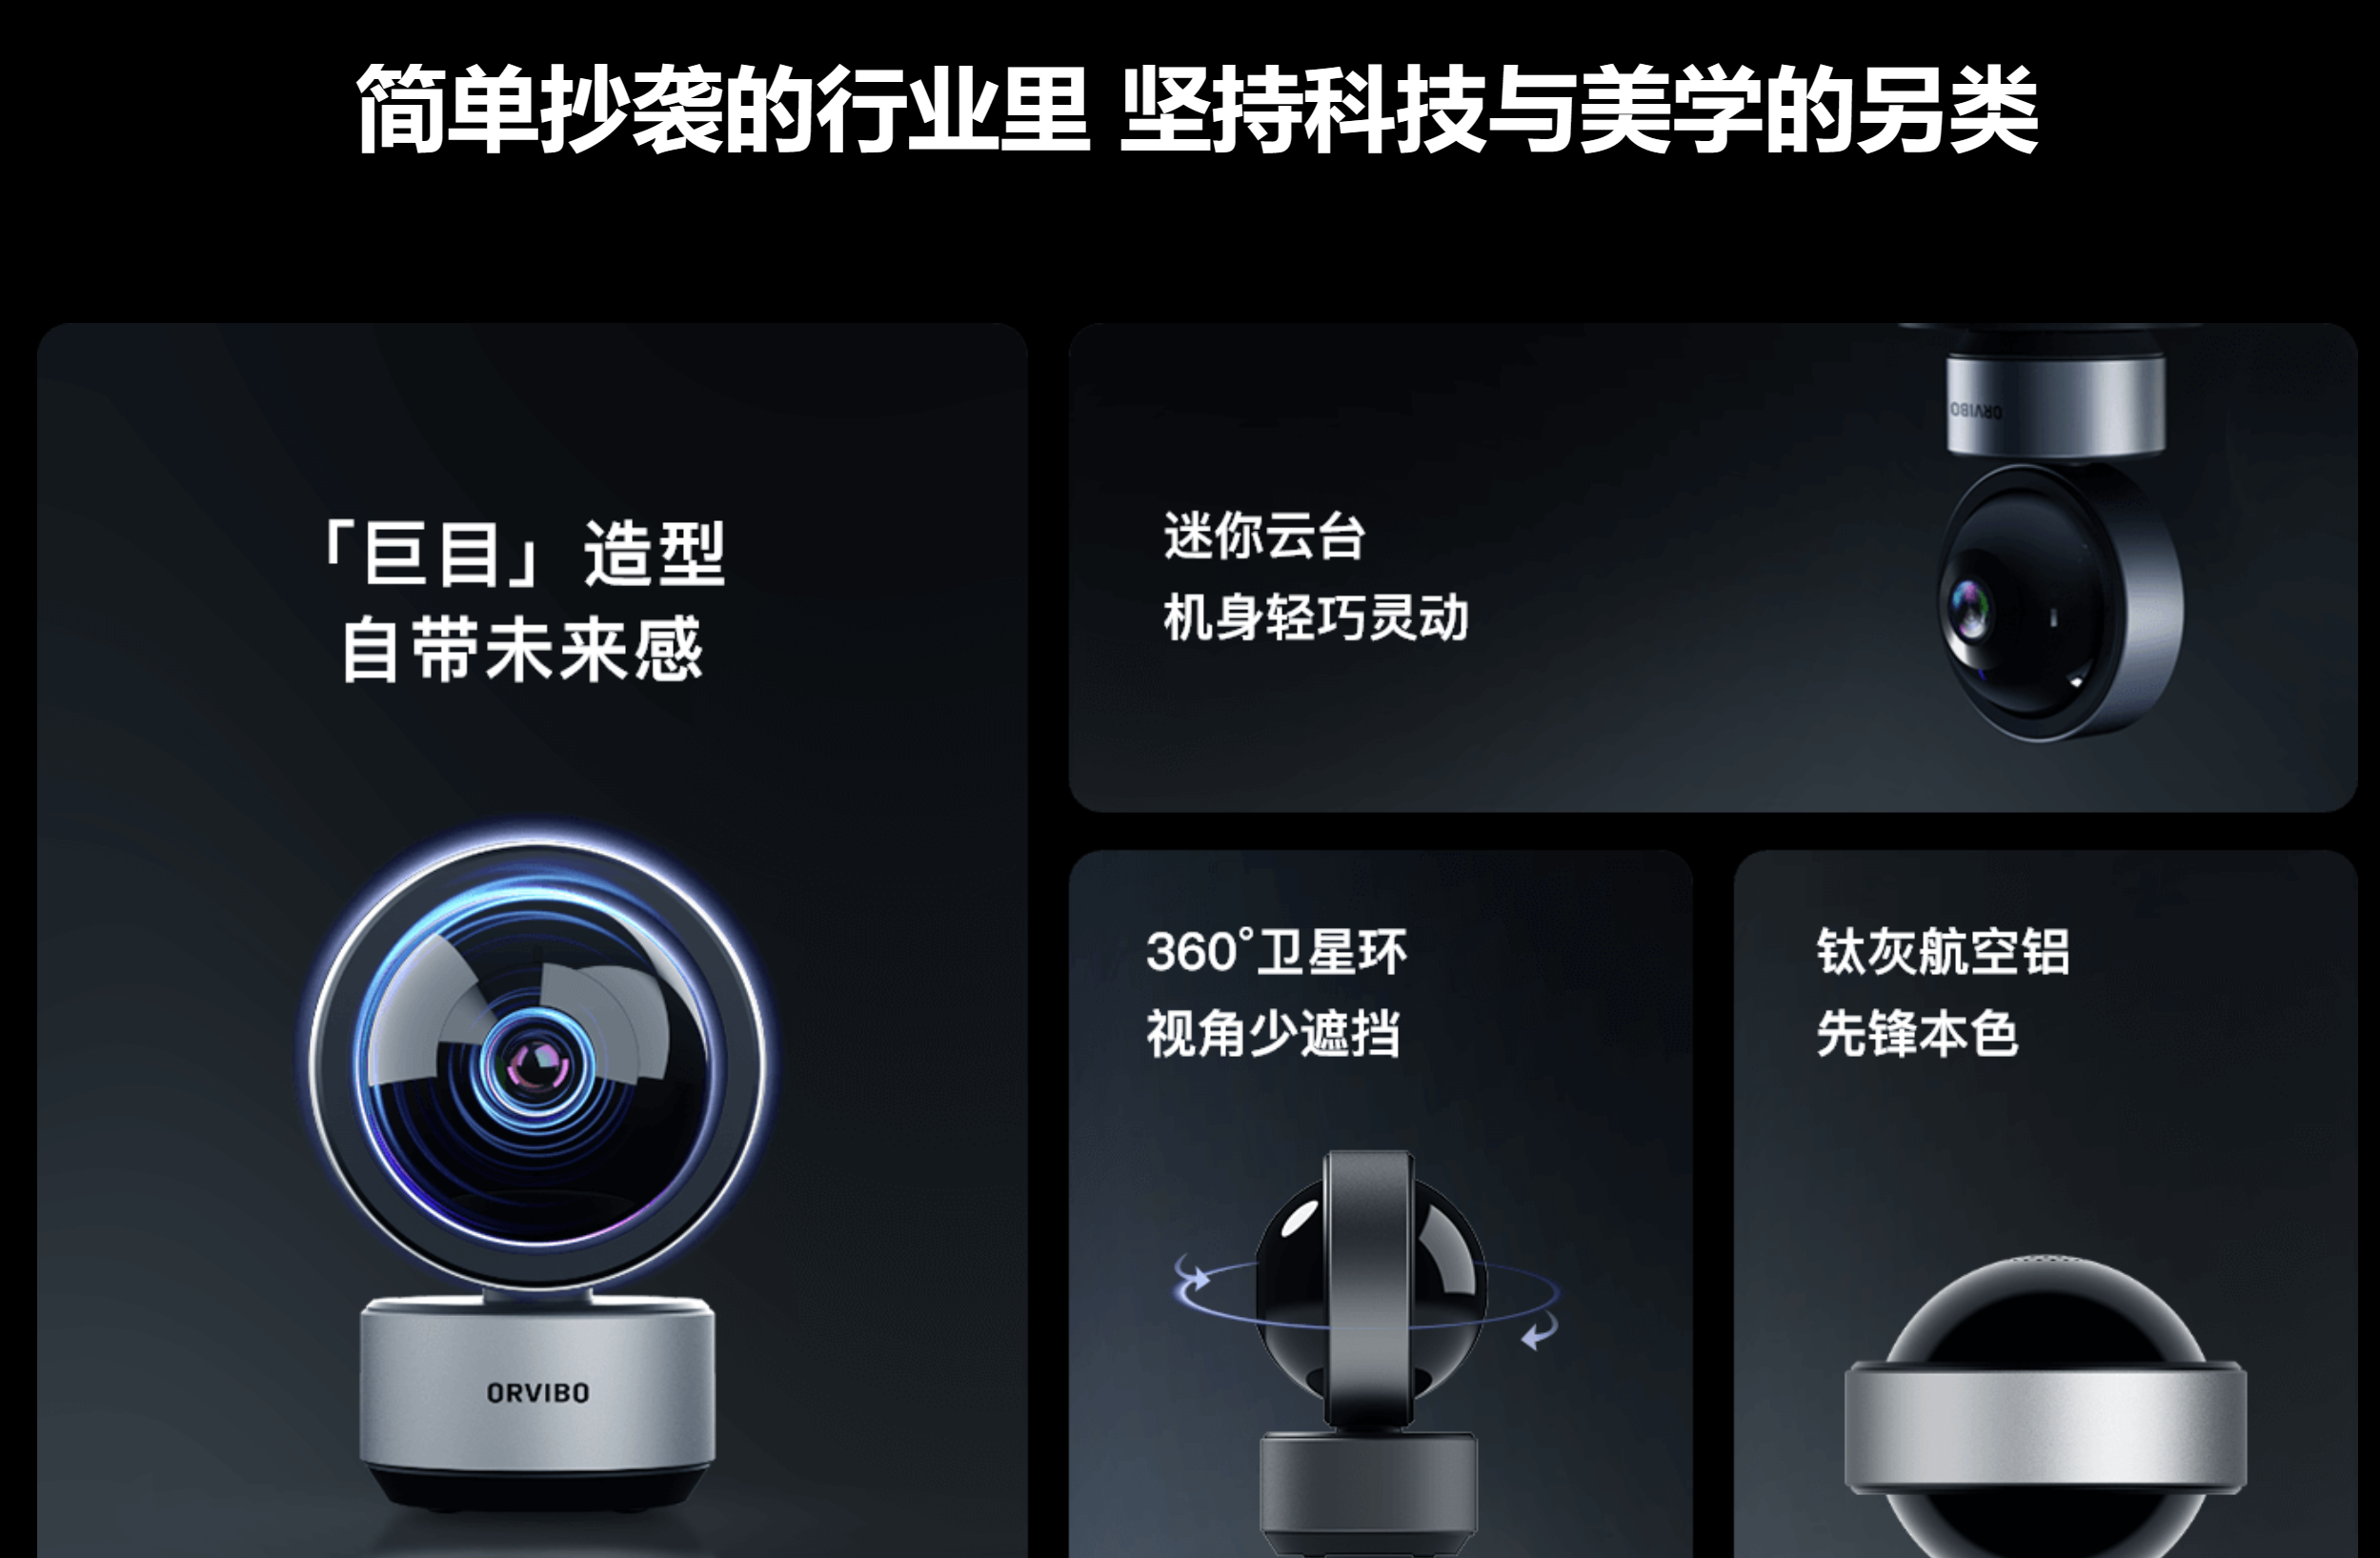 简单抄袭的行业里 坚持科技与美学的另类
「巨目」造型
自带未来感
ORVIBO
迷你云台
机身轻巧灵动
ORVIBO
360°卫星环
视角少遮挡
钛灰航空铝
先锋本色